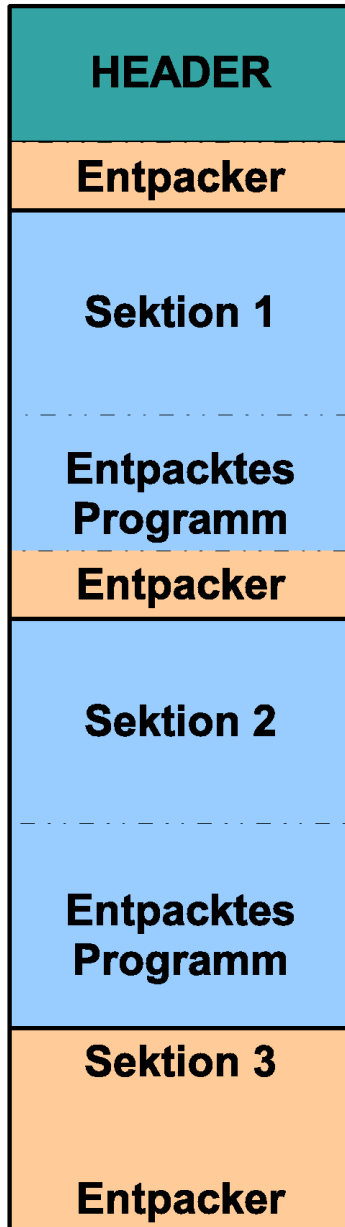 HEADER
Entpacker
Sektion 1
Entpacktes
Programm
Entpacker
Sektion 2
Entpacktes
Programm
Sektion 3
Entpacker